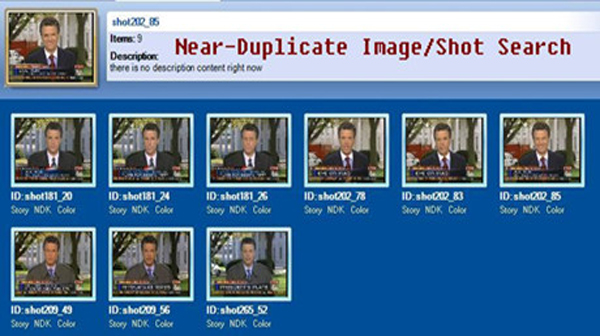 shot202_85
Items: 9
Near-Duplicate Image/Shot Search
Description:
there is no description content right now
ID:shot181_20 ID:shot181_24 ID:shot181_26 ID:shot202_78 ID:shot202_83 ID:shot202_85
Story NDK Color Story NDK Color Story NDK Color Story NDK Color Story NDK Color Story NDK Color
ID:shot209_49 ID:shot209_56 ID:shot265_52
Story NDK Color Story NDK Color Story NDK Color